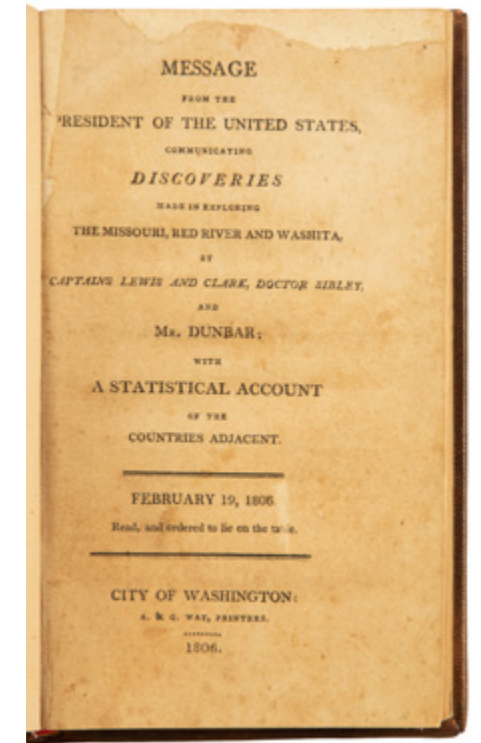 MESSAGE
FROM THE
PRESIDENT OF THE UNITED STATES,
COMMUNICATING
DISCOVERIES
MADE IN EXPLORING
THE MISSOURI, RED RIVER AND WASHITA,
BY
CAPTAINS LEWIS AND CLARK, DOCTOR SIBLEY,
AND
MR. DUNBAR;
WITH
A STATISTICAL ACCOUNT
OF THE
COUNTRIES ADJACENT.
FEBRUARY 19, 1806
Read, and ordered to lie on the table.
CITY OF WASHINGTON:
A. & G. WAY, PRINTERS.
1806.